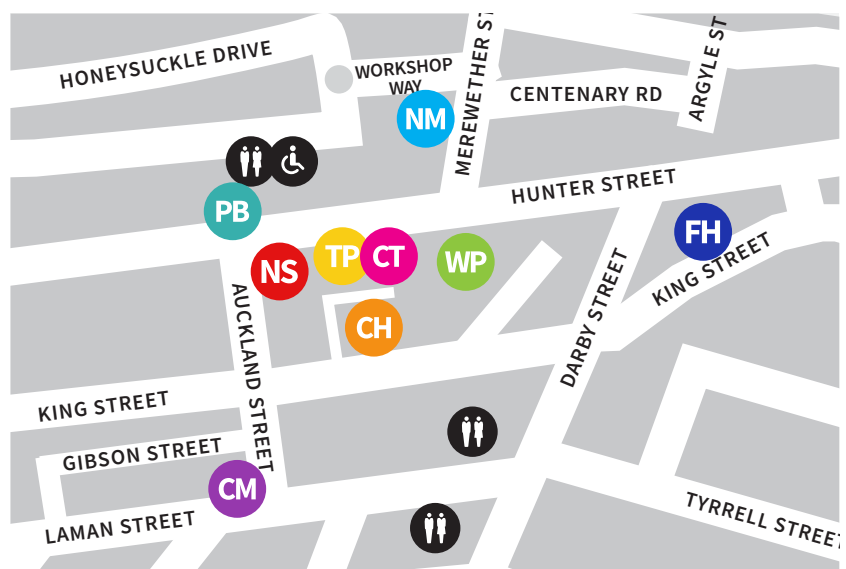 HONEYSUCKLE DRIVE
WORKSHOP
WAY
MEREWETHER ST
ARGYLE ST
CENTENARY RD
NM
HUNTER STREET
PB
FH
NS
TP
CT
WP
KING STREET
AUCKLAND STREET
DARBY STREET
CH
KING STREET
GIBSON STREET
CM
LAMAN STREET
TYRRELL STREET